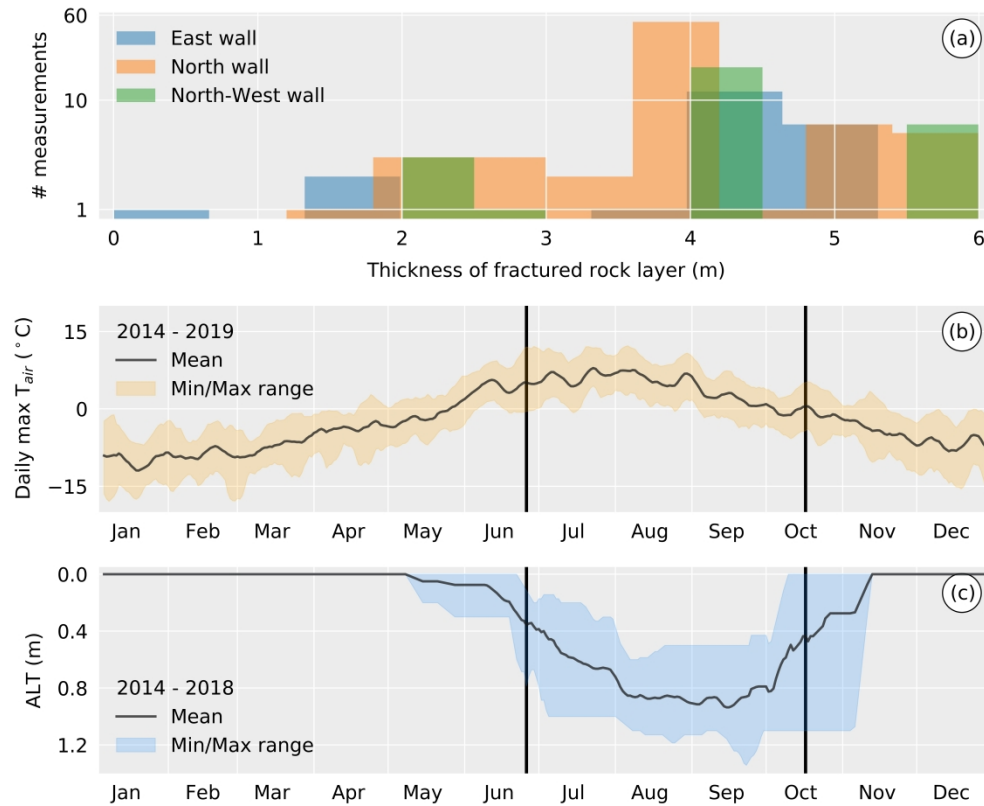 60
10
1
# measurements
East wall
North wall
North-West wall
(a)
0 1 2 3 4 5 6
Thickness of fractured rock layer (m)
15
0
−15
Daily max T_air (°C)
2014 - 2019
Mean
Min/Max range
(b)
Jan Feb Mar Apr May Jun Jul Aug Sep Oct Nov Dec
0.0
0.4
0.8
1.2
ALT (m)
2014 - 2018
Mean
Min/Max range
(c)
Jan Feb Mar Apr May Jun Jul Aug Sep Oct Nov Dec